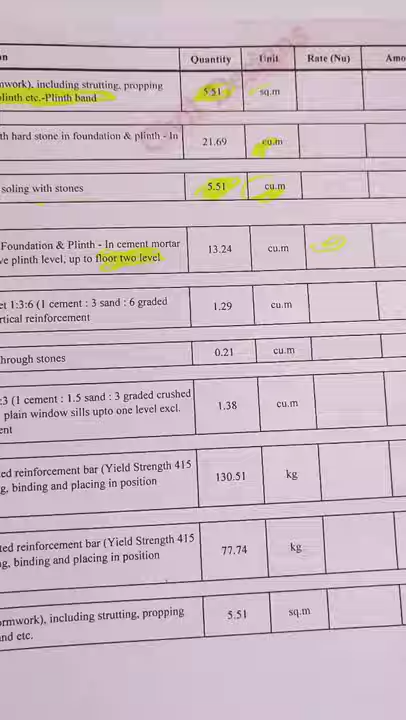 on Quantity Unit Rate (Nu) Amo
mwork), including strutting, propping
plinth etc.-Plinth band 5.51 sq.m
th hard stone in foundation & plinth - In 21.69 cu.m
soling with stones 5.51 cu.m
Foundation & Plinth - In cement mortar
ve plinth level, up to floor two level 13.24 cu.m
et 1:3:6 (1 cement : 3 sand : 6 graded
rtical reinforcement 1.29 cu.m
hrough stones 0.21 cu.m
:3 (1 cement : 1.5 sand : 3 graded crushed
plain window sills upto one level excl. 1.38 cu.m
ent
ed reinforcement bar (Yield Strength 415
g, binding and placing in position 130.51 kg
ted reinforcement bar (Yield Strength 415
ng, binding and placing in position 77.74 kg
ormwork), including strutting, propping 5.51 sq.m
nd etc.